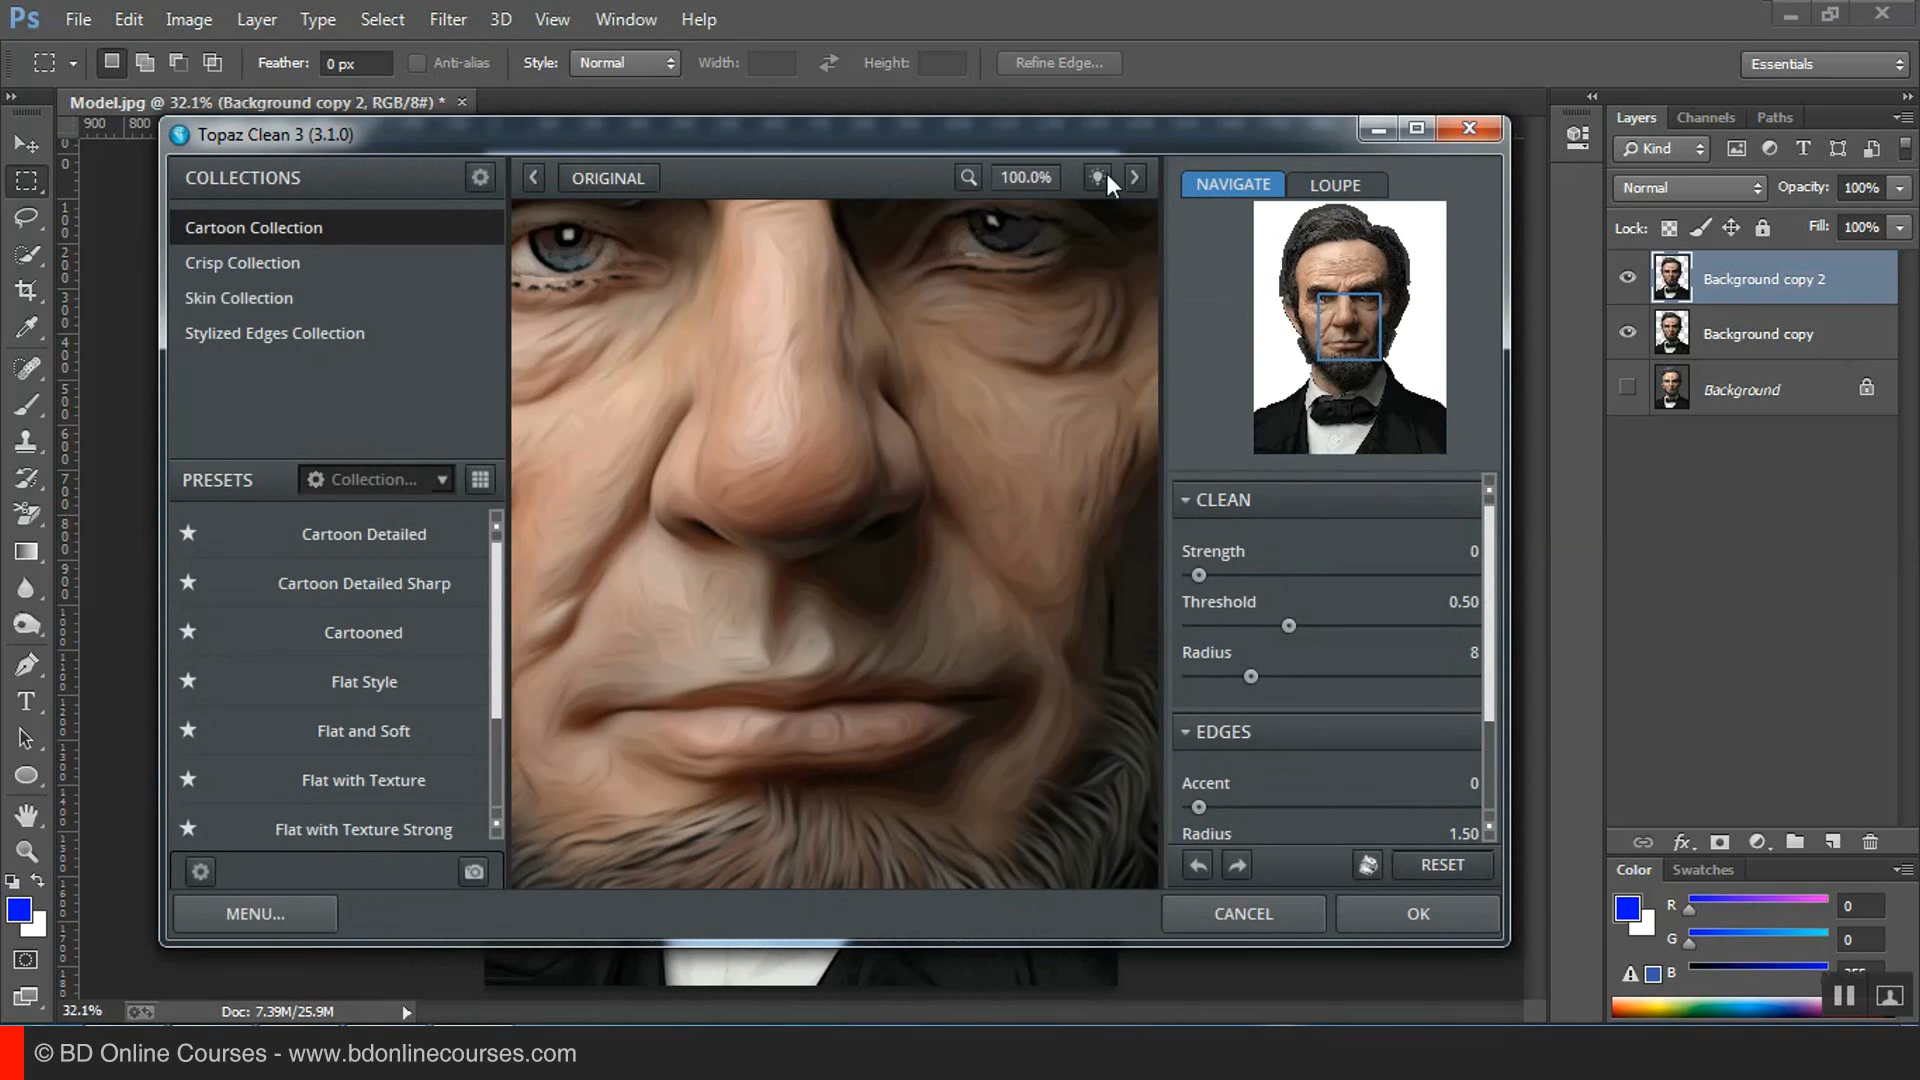 Ps File Edit Image Layer Type Select Filter 3D View Window Help
Feather: 0 px Anti-alias Style: Normal Width: Height: Refine Edge... Essentials
Model.jpg @ 32.1% (Background copy 2, RGB/8#) * ×
900 800
Topaz Clean 3 (3.1.0)
COLLECTIONS
Cartoon Collection
Crisp Collection
Skin Collection
Stylized Edges Collection
PRESETS Collection...
Cartoon Detailed
Cartoon Detailed Sharp
Cartooned
Flat Style
Flat and Soft
Flat with Texture
Flat with Texture Strong
MENU...
ORIGINAL 100.0%
NAVIGATE LOUPE
CLEAN
Strength 0
Threshold 0.50
Radius 8
EDGES
Accent 0
Radius 1.50
RESET
CANCEL OK
Layers Channels Paths
Kind
Normal Opacity: 100%
Lock: Fill: 100%
Background copy 2
Background copy
Background
fx
Color Swatches
R 0
G 0
B
32.1% Doc: 7.39M/25.9M
© BD Online Courses - www.bdonlinecourses.com